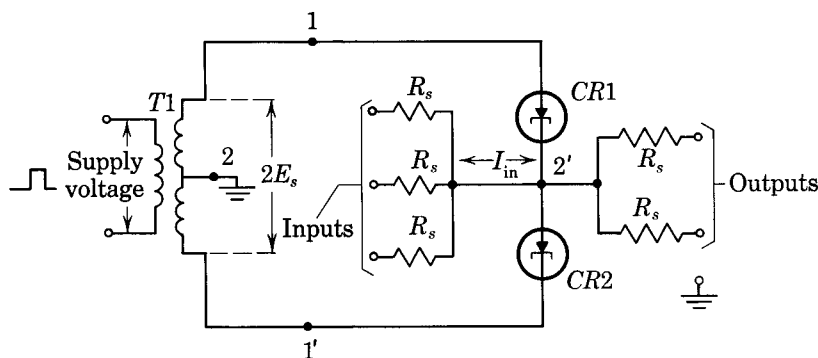 1
T1
R_s
CR1
Supply
voltage
2
2E_s
R_s
I_in
2'
R_s
Outputs
Inputs
R_s
R_s
CR2
1'